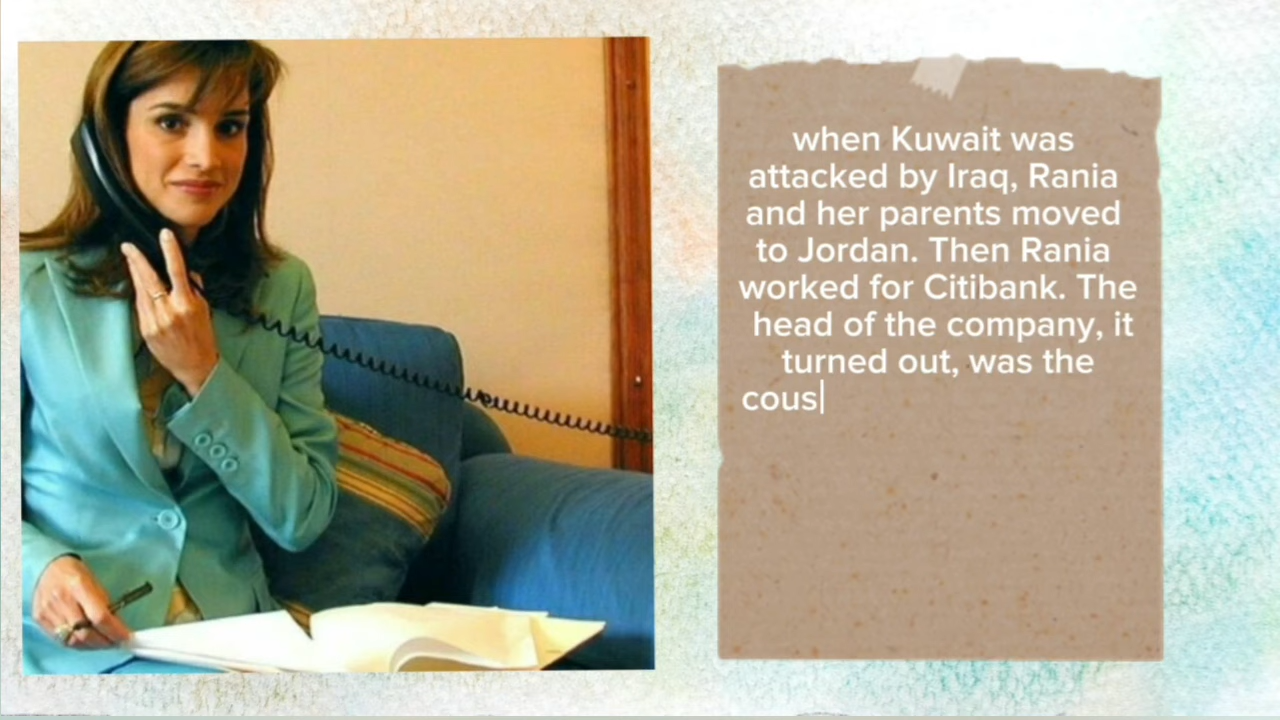 when Kuwait was
attacked by Iraq, Rania
and her parents moved
to Jordan. Then Rania
worked for Citibank. The
head of the company, it
turned out, was the
cous